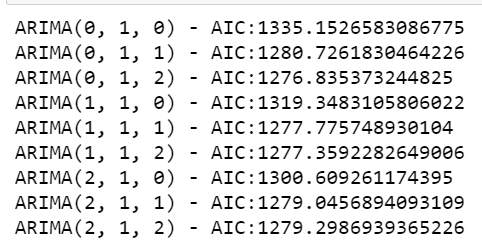 ARIMA(0, 1, 0) - AIC:1335.1526583086775
ARIMA(0, 1, 1) - AIC:1280.7261830464226
ARIMA(0, 1, 2) - AIC:1276.835373244825
ARIMA(1, 1, 0) - AIC:1319.3483105806022
ARIMA(1, 1, 1) - AIC:1277.775748930104
ARIMA(1, 1, 2) - AIC:1277.3592282649006
ARIMA(2, 1, 0) - AIC:1300.609261174395
ARIMA(2, 1, 1) - AIC:1279.0456894093109
ARIMA(2, 1, 2) - AIC:1279.2986939365226